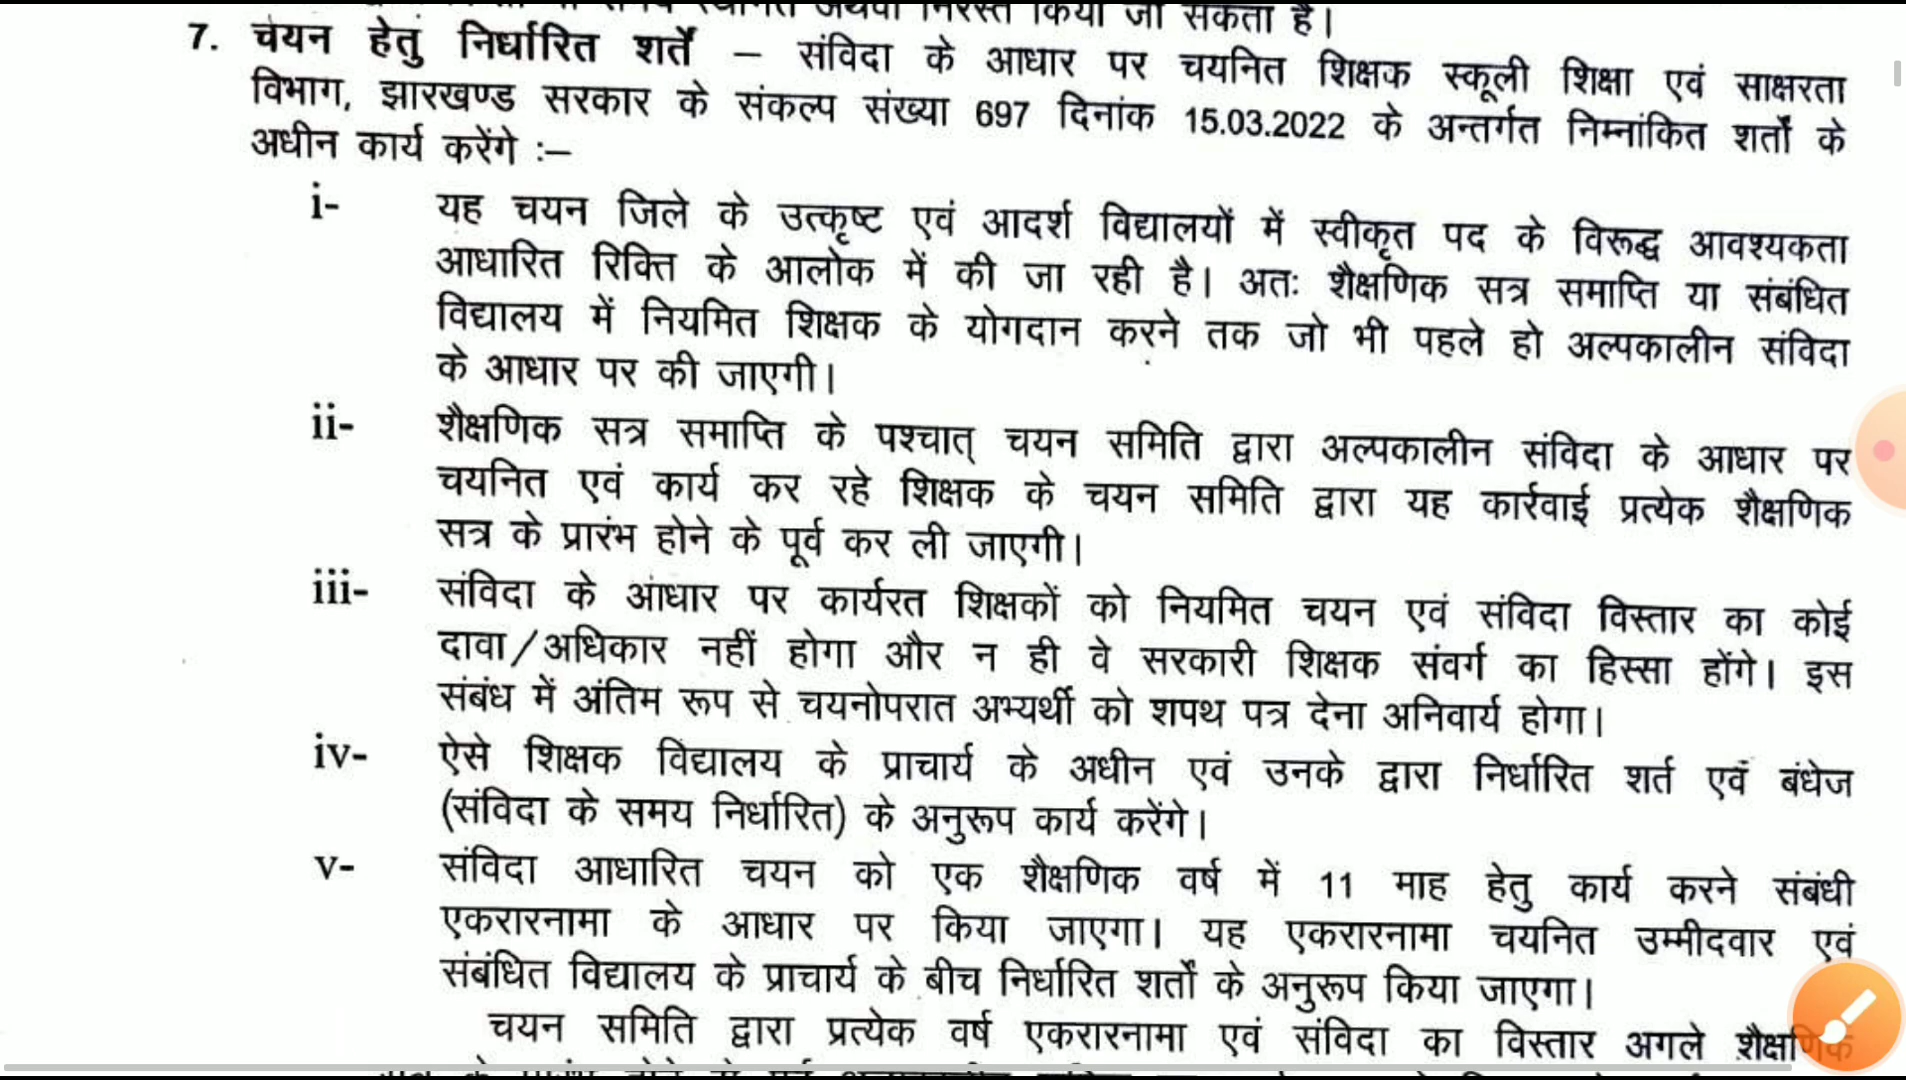 स्थगित अथवा निरस्त किया जा सकता है।
7. चयन हेतु निर्धारित शर्तें – संविदा के आधार पर चयनित शिक्षक स्कूली शिक्षा एवं साक्षरता
विभाग, झारखण्ड सरकार के संकल्प संख्या 697 दिनांक 15.03.2022 के अन्तर्गत निम्नांकित शर्तों के
अधीन कार्य करेंगे :–
i- यह चयन जिले के उत्कृष्ट एवं आदर्श विद्यालयों में स्वीकृत पद के विरूद्ध आवश्यकता
आधारित रिक्ति के आलोक में की जा रही है। अतः शैक्षणिक सत्र समाप्ति या संबंधित
विद्यालय में नियमित शिक्षक के योगदान करने तक जो भी पहले हो अल्पकालीन संविदा
के आधार पर की जाएगी।
ii- शैक्षणिक सत्र समाप्ति के पश्चात् चयन समिति द्वारा अल्पकालीन संविदा के आधार पर
चयनित एवं कार्य कर रहे शिक्षक के चयन समिति द्वारा यह कार्रवाई प्रत्येक शैक्षणिक
सत्र के प्रारंभ होने के पूर्व कर ली जाएगी।
iii- संविदा के आधार पर कार्यरत शिक्षकों को नियमित चयन एवं संविदा विस्तार का कोई
दावा/अधिकार नहीं होगा और न ही वे सरकारी शिक्षक संवर्ग का हिस्सा होंगे। इस
संबंध में अंतिम रूप से चयनोपरात अभ्यर्थी को शपथ पत्र देना अनिवार्य होगा।
iv- ऐसे शिक्षक विद्यालय के प्राचार्य के अधीन एवं उनके द्वारा निर्धारित शर्त एवं बंधेज
(संविदा के समय निर्धारित) के अनुरूप कार्य करेंगे।
v- संविदा आधारित चयन को एक शैक्षणिक वर्ष में 11 माह हेतु कार्य करने संबंधी
एकरारनामा के आधार पर किया जाएगा। यह एकरारनामा चयनित उम्मीदवार एवं
संबंधित विद्यालय के प्राचार्य के बीच निर्धारित शर्तों के अनुरूप किया जाएगा।
चयन समिति द्वारा प्रत्येक वर्ष एकरारनामा एवं संविदा का विस्तार अगले शैक्षणिक